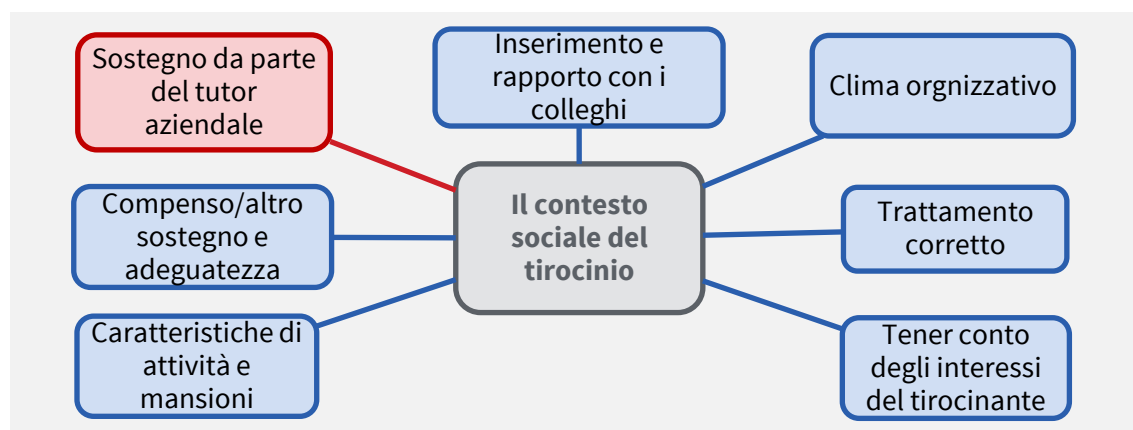 Sostegno da parte
del tutor
aziendale
Inserimento e
rapporto con i
colleghi
Clima orgnizzativo
Compenso/altro
sostegno e
adeguatezza
Il contesto
sociale del
tirocinio
Trattamento
corretto
Caratteristiche di
attività e
mansioni
Tener conto
degli interessi
del tirocinante